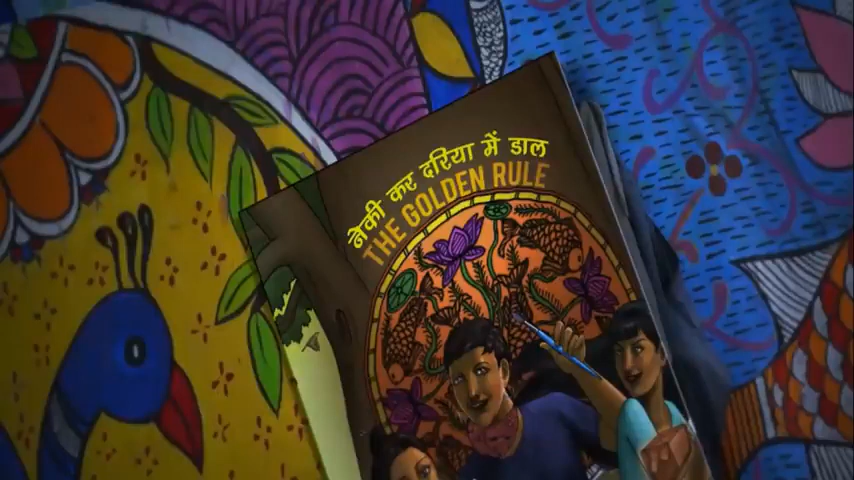 नेकी कर दरिया में डाल
THE GOLDEN RULE